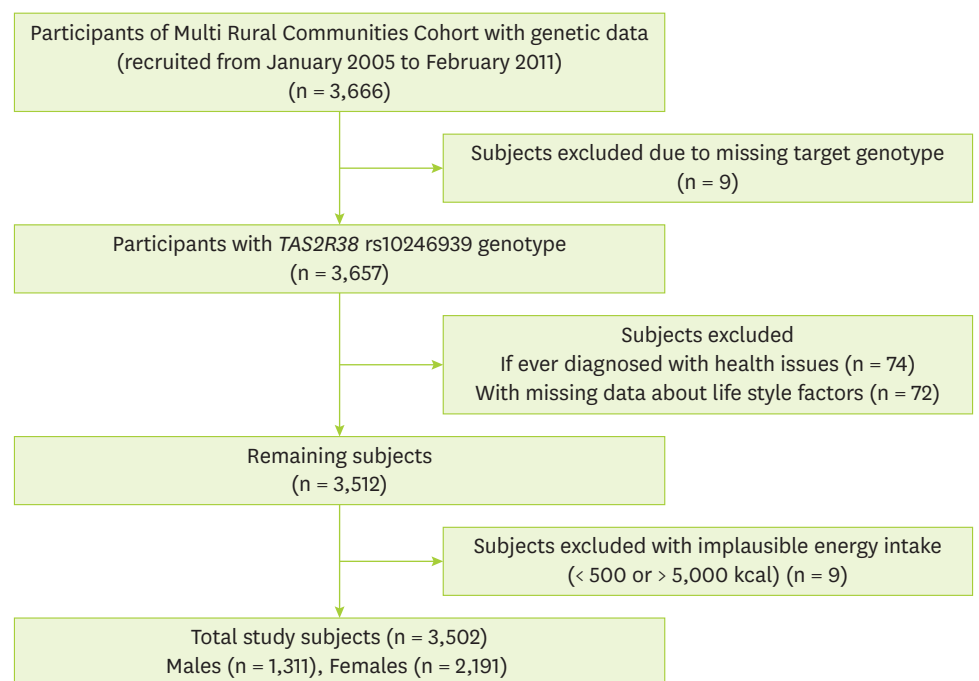 Participants of Multi Rural Communities Cohort with genetic data
(recruited from January 2005 to February 2011)
(n = 3,666)
Subjects excluded due to missing target genotype
(n = 9)
Participants with TAS2R38 rs10246939 genotype
(n = 3,657)
Subjects excluded
If ever diagnosed with health issues (n = 74)
With missing data about life style factors (n = 72)
Remaining subjects
(n = 3,512)
Subjects excluded with implausible energy intake
(< 500 or > 5,000 kcal) (n = 9)
Total study subjects (n = 3,502)
Males (n = 1,311), Females (n = 2,191)